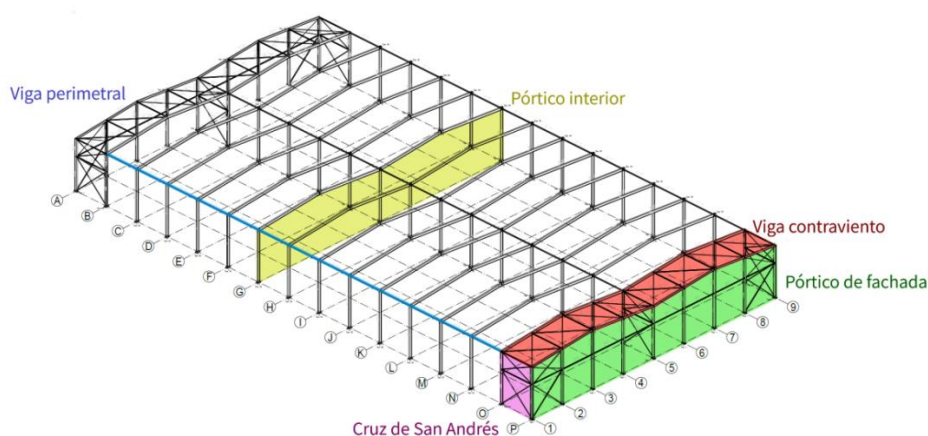 Viga perimetral
Pórtico interior
Viga contraviento
Pórtico de fachada
Cruz de San Andrés
A
B
C
D
E
F
G
H
I
J
K
L
M
N
O
P
1
2
3
4
5
6
7
8
9